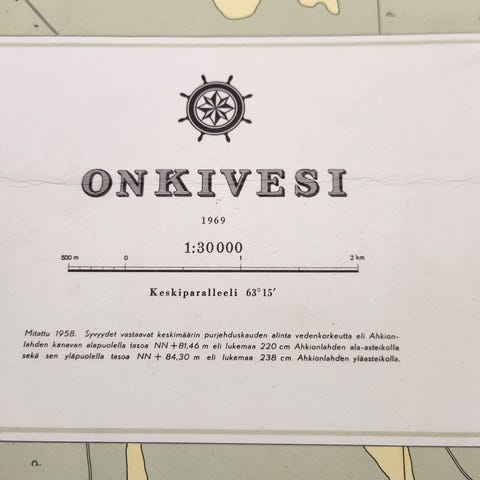 ONKIVESI
1969
1:30000
500 m 0 1 2 km
Keskiparalleeli 63°15′
Mitattu 1958. Syvyydet vastaavat keskimäärin purjehduskauden alinta vedenkorkeutta eli Ahkion-
lahden kanavan alapuolella tasoa NN + 81,46 m eli lukemaa 220 cm Ahkionlahden ala-asteikolla
sekä sen yläpuolella tasoa NN + 84,30 m eli lukemaa 238 cm Ahkionlahden yläasteikolla.